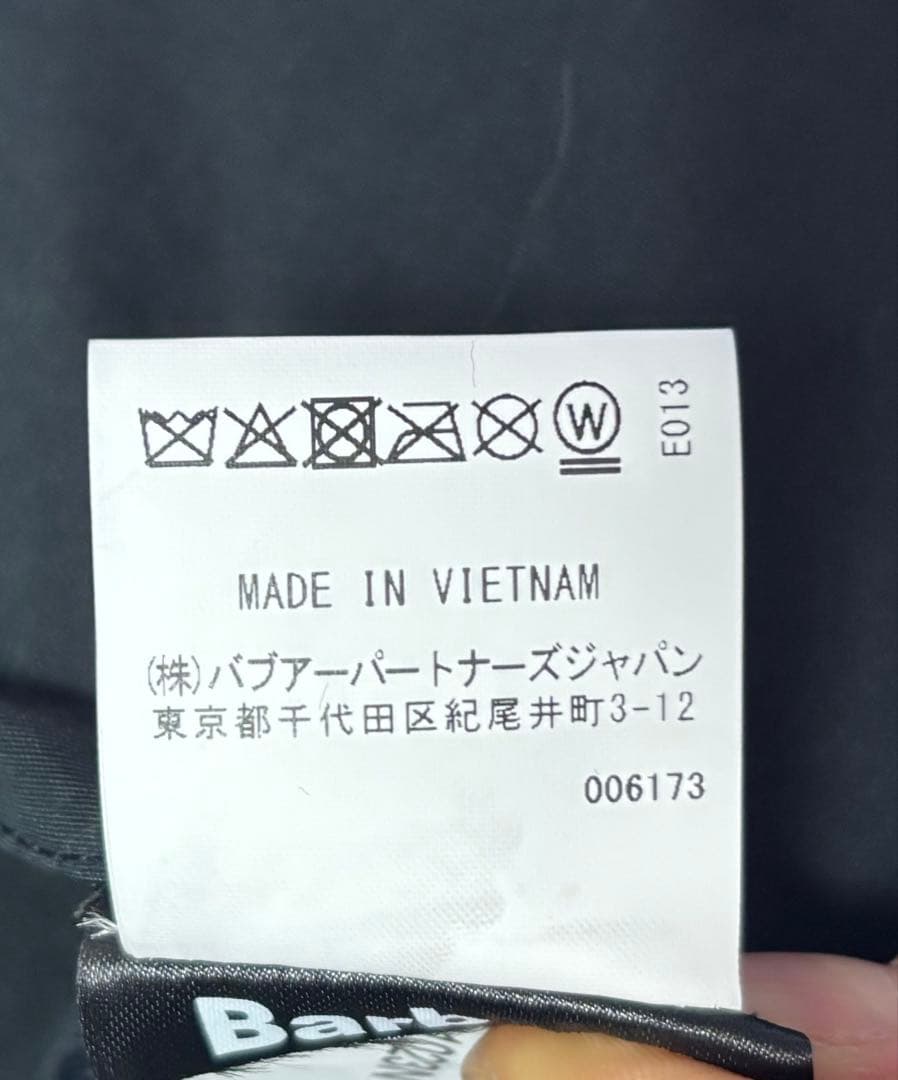 W
E013
MADE IN VIETNAM
(株)バブアーパートナーズジャパン
東京都千代田区紀尾井町3-12
006173